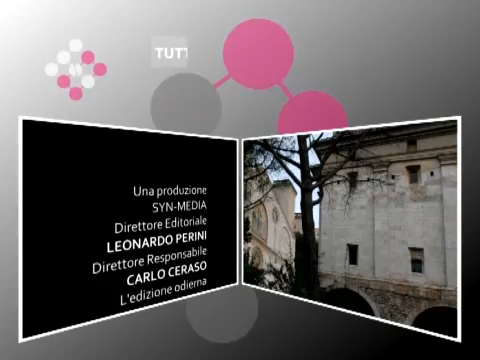 TUTT
Una produzione
SYN-MEDIA
Direttore Editoriale
LEONARDO PERINI
Direttore Responsabile
CARLO CERASO
L'edizione odierna